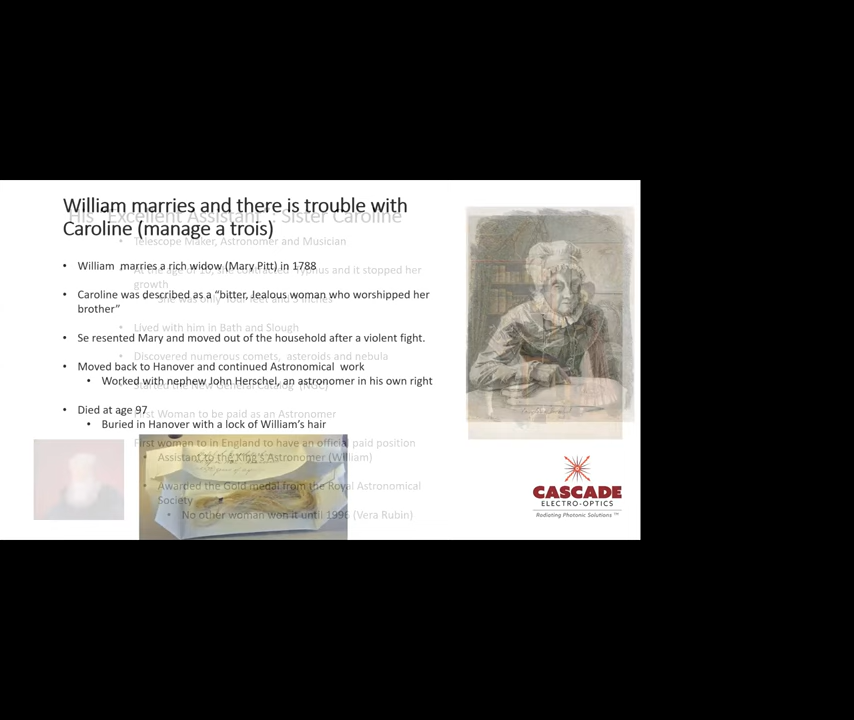 William marries and there is trouble with
Caroline (manage a trois)
His "Excellent Assistant": Sister Caroline
• Telescope Maker, Astronomer and Musician
• William marries a rich widow (Mary Pitt) in 1788
growth
• Caroline was described as a "bitter, Jealous woman who worshipped her
brother"
• Lived with him in Bath and Slough
• Se resented Mary and moved out of the household after a violent fight.
• Discovered numerous comets, asteroids and nebula
• Moved back to Hanover and continued Astronomical work
• Worked with nephew John Herschel, an astronomer in his own right
• Died at age 97
• First Woman to be paid as an Astronomer
• Buried in Hanover with a lock of William's hair
First woman to in England to have an official paid position
• Assistant to the King's Astronomer (William)
• Awarded the Gold medal from the Royal Astronomical
Society
• No other woman won it until 1996 (Vera Rubin)
CASCADE
ELECTRO-OPTICS
Radiating Photonic Solutions ™